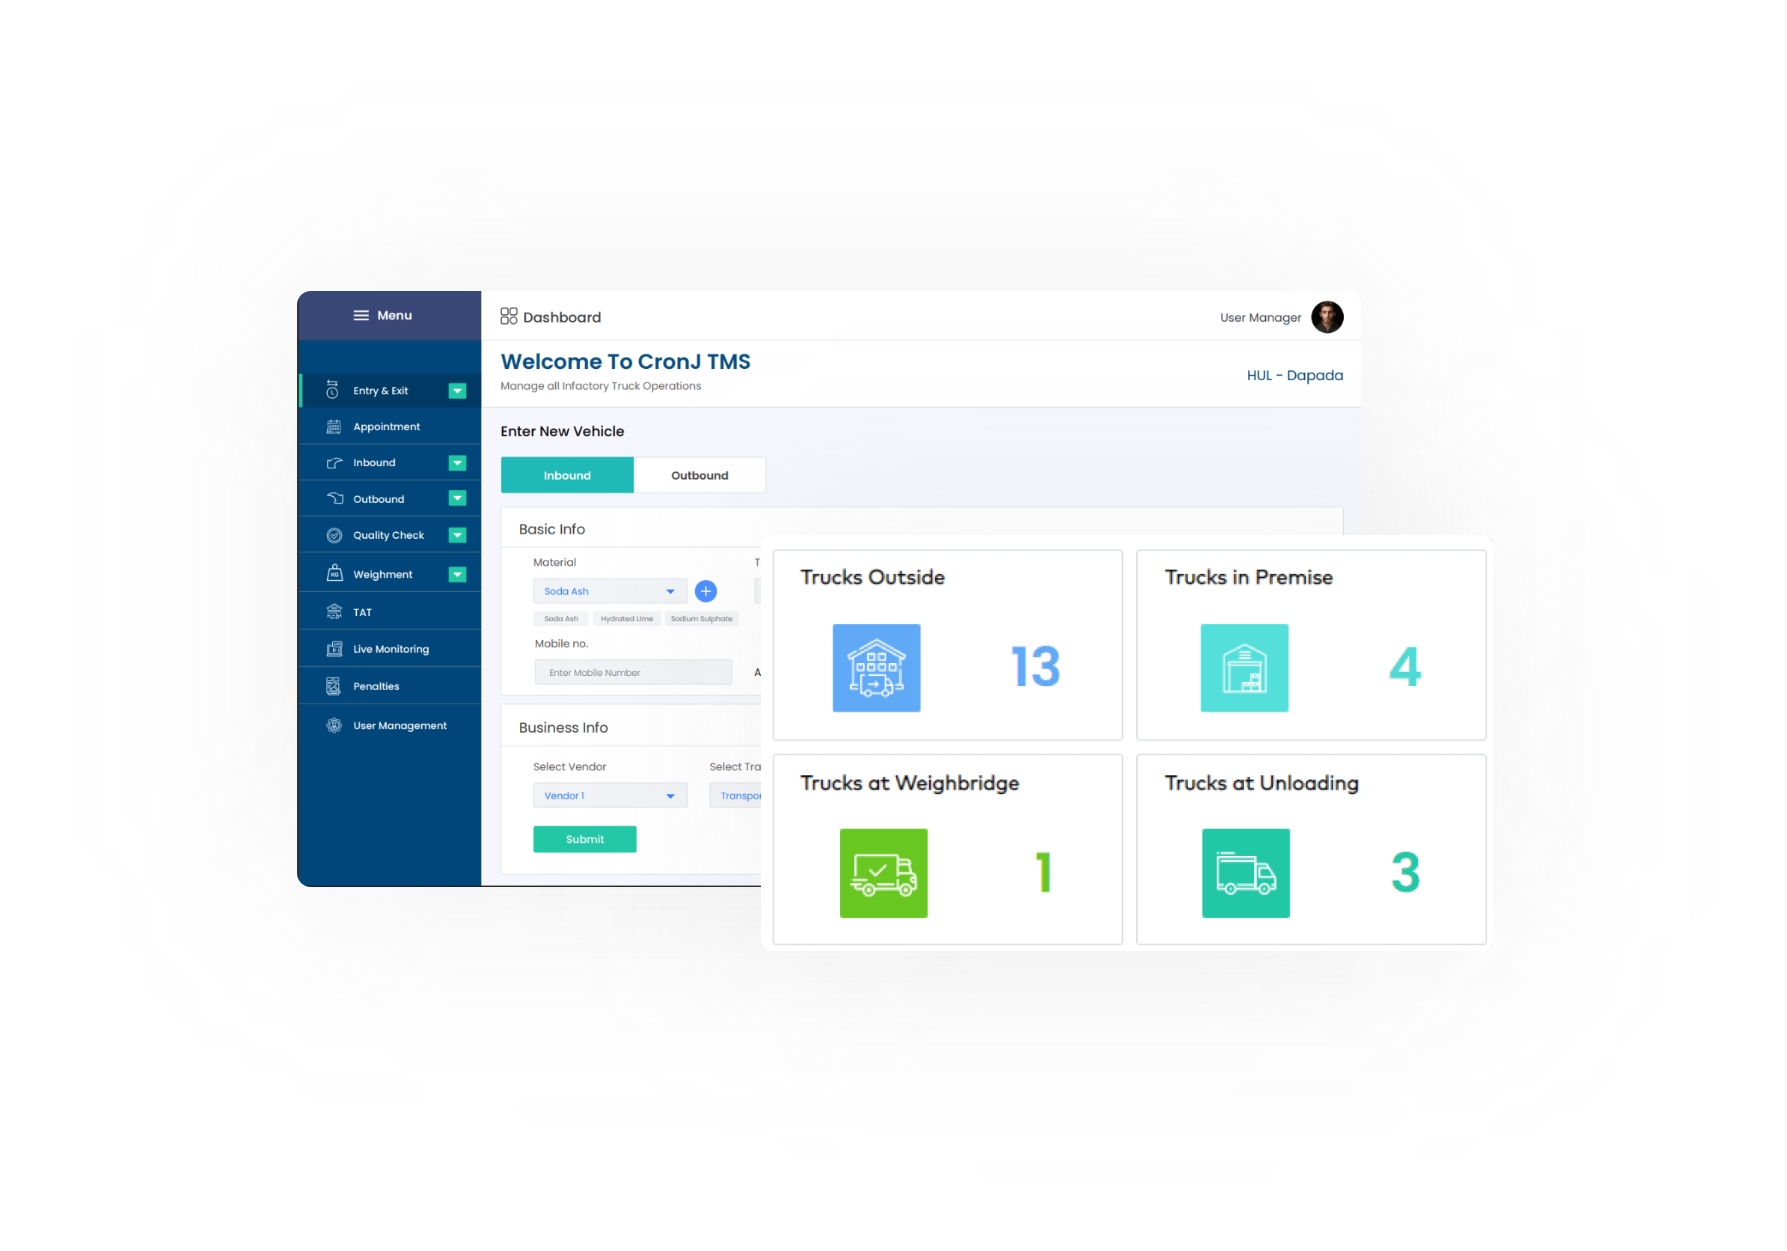 Menu
Dashboard
User Manager
Welcome To CronJ TMS
Manage all Infactory Truck Operations
HUL - Dapada
Entry & Exit
Appointment
Inbound
Outbound
Quality Check
KG
Weighment
TAT
Live Monitoring
Penalties
User Management
Enter New Vehicle
Inbound Outbound
Basic Info
Material T
Soda Ash
Soda Ash Hydrated Lime Sodium Sulphate
Mobile no.
Enter Mobile Number A
Business Info
Select Vendor Select Tra
Vendor 1 Transpo
Submit
Trucks Outside
13
Trucks in Premise
4
Trucks at Weighbridge
1
Trucks at Unloading
3